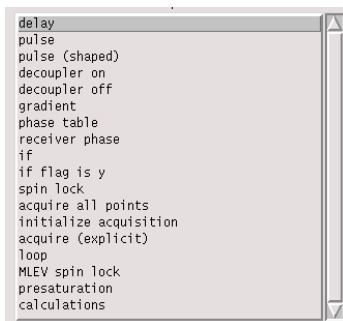 delay
pulse
pulse (shaped)
decoupler on
decoupler off
gradient
phase table
receiver phase
if
if flag is y
spin lock
acquire all points
initialize acquisition
acquire (explicit)
loop
MLEV spin lock
presaturation
calculations